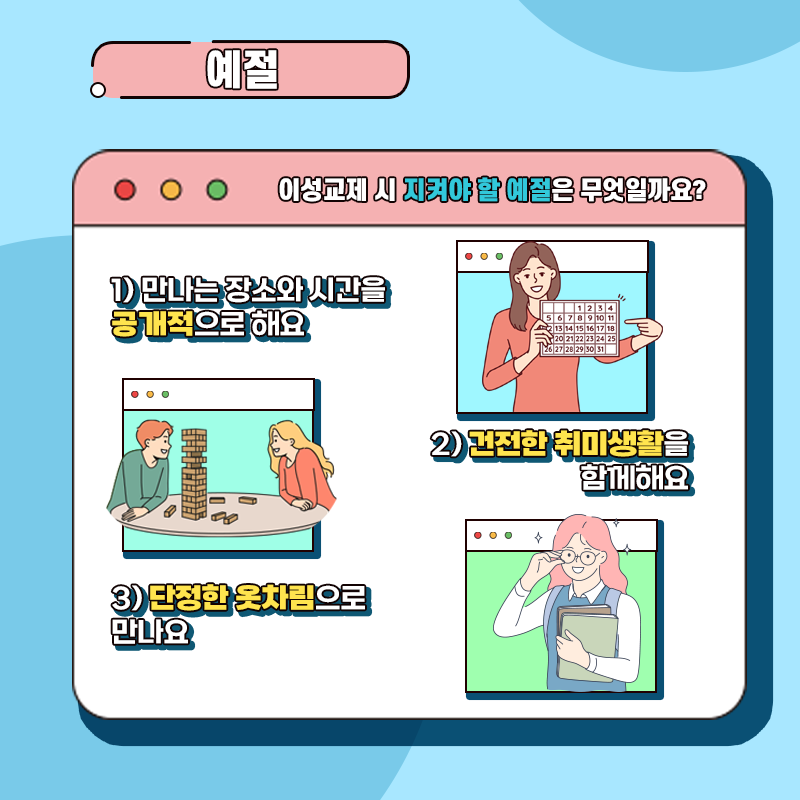 예절
이성교제 시 지켜야 할 예절은 무엇일까요?
1) 만나는 장소와 시간을
공개적으로 해요
1 2 3 4
5 6 7 8 9 10 11
12 13 14 15 16 17 18
20 21 22 23 24 25
26 27 28 29 30 31
2) 건전한 취미생활을
함께해요
3) 단정한 옷차림으로
만나요